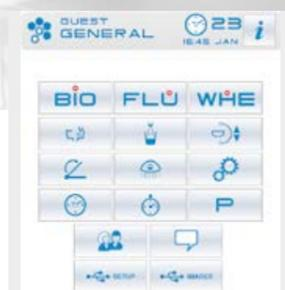 GUEST
GENERAL
23
16:45 JAN
i
BIO FLU WHE
P
SETUP IMAGES